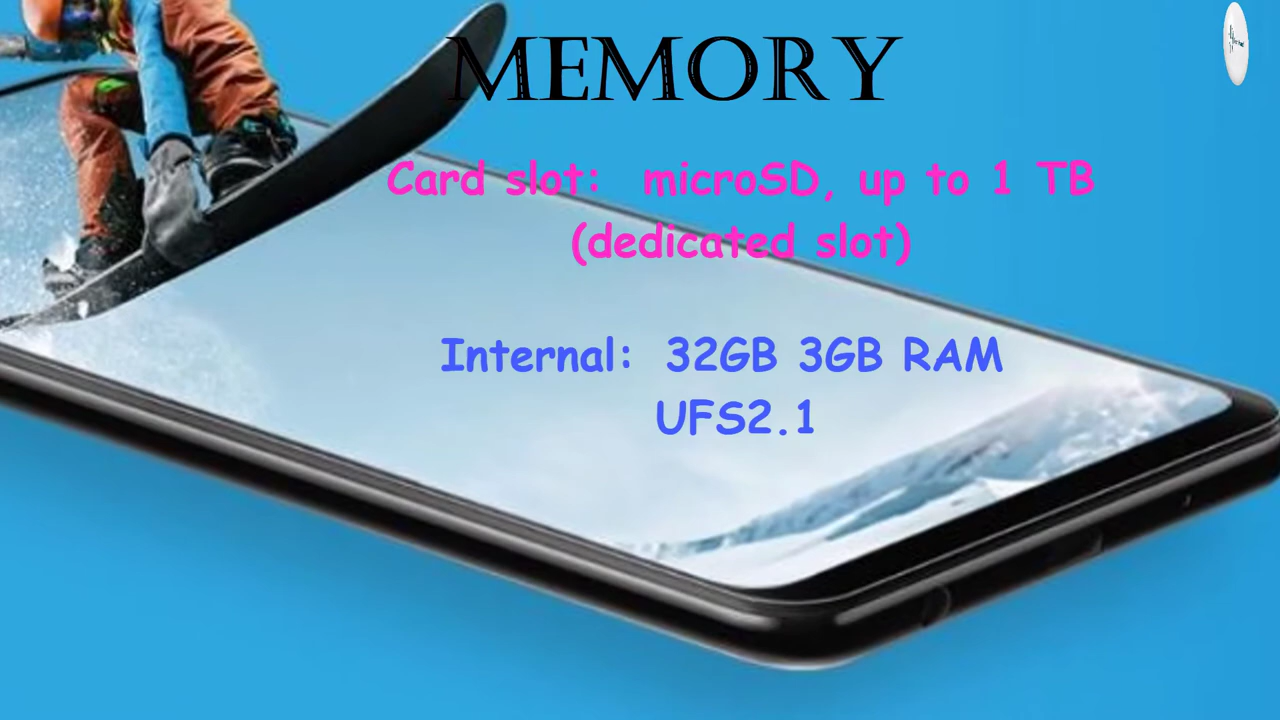 MEMORY
Card slot: microSD, up to 1 TB
(dedicated slot)
Internal: 32GB 3GB RAM
UFS2.1